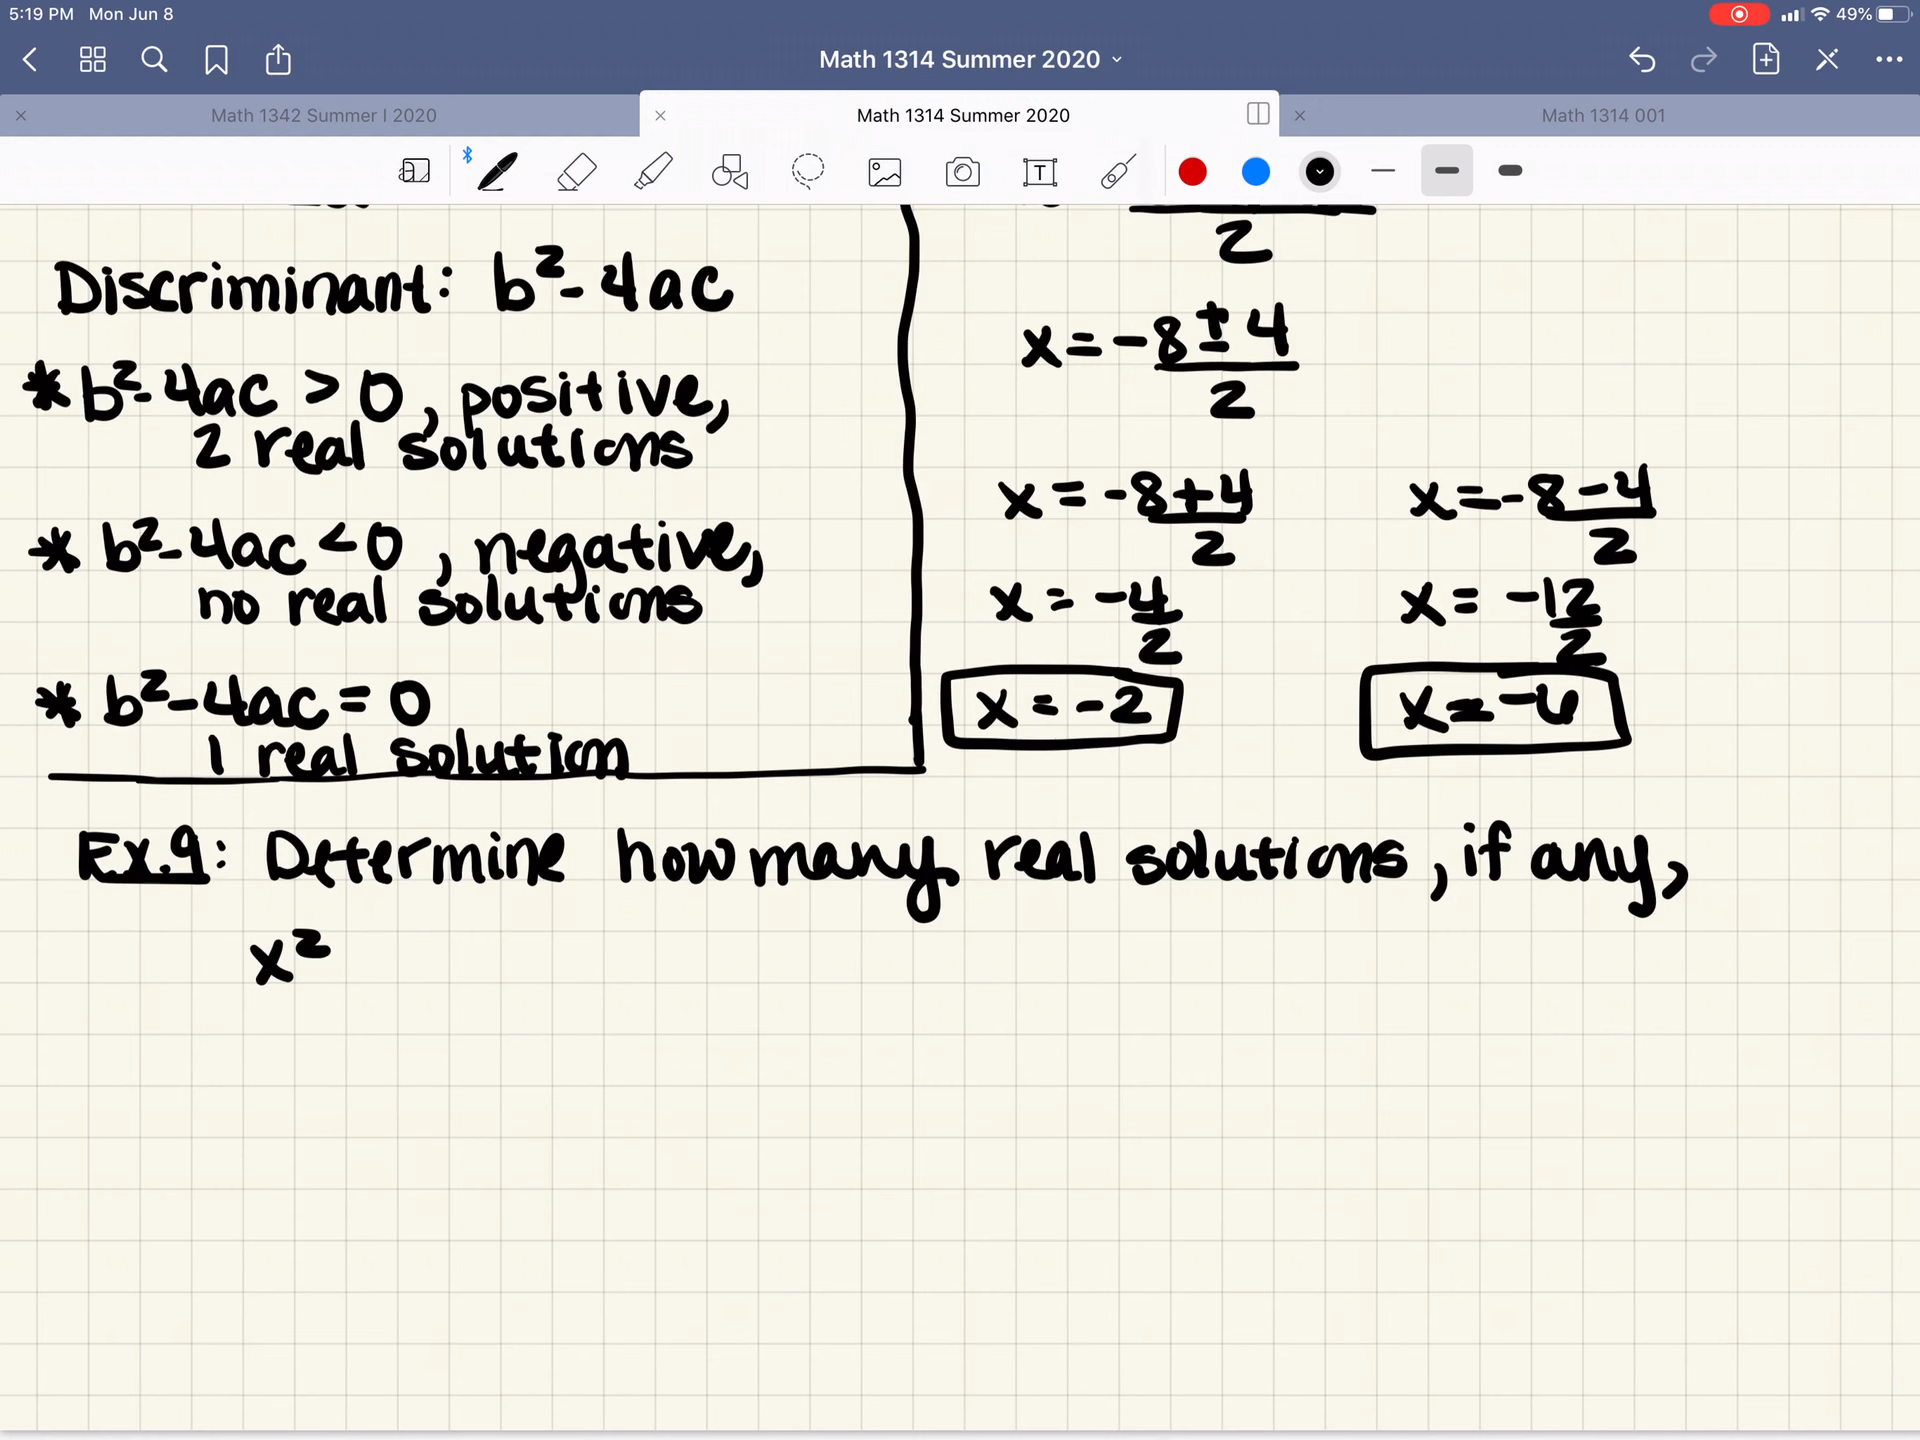 5:19 PM Mon Jun 8
49%
Math 1314 Summer 2020
Math 1342 Summer I 2020
Math 1314 Summer 2020
Math 1314 001
Discriminant: b²-4ac
* b²-4ac > 0, positive,
2 real solutions
* b²-4ac < 0, negative,
no real solutions
* b²-4ac = 0
1 real solution
2
x = -8 ± 4
2
x = -8+4
2
x = -4
2
x = -2
x = -8-4
2
x = -12
2
x = -6
Ex.9: Determine how many real solutions, if any,
x²